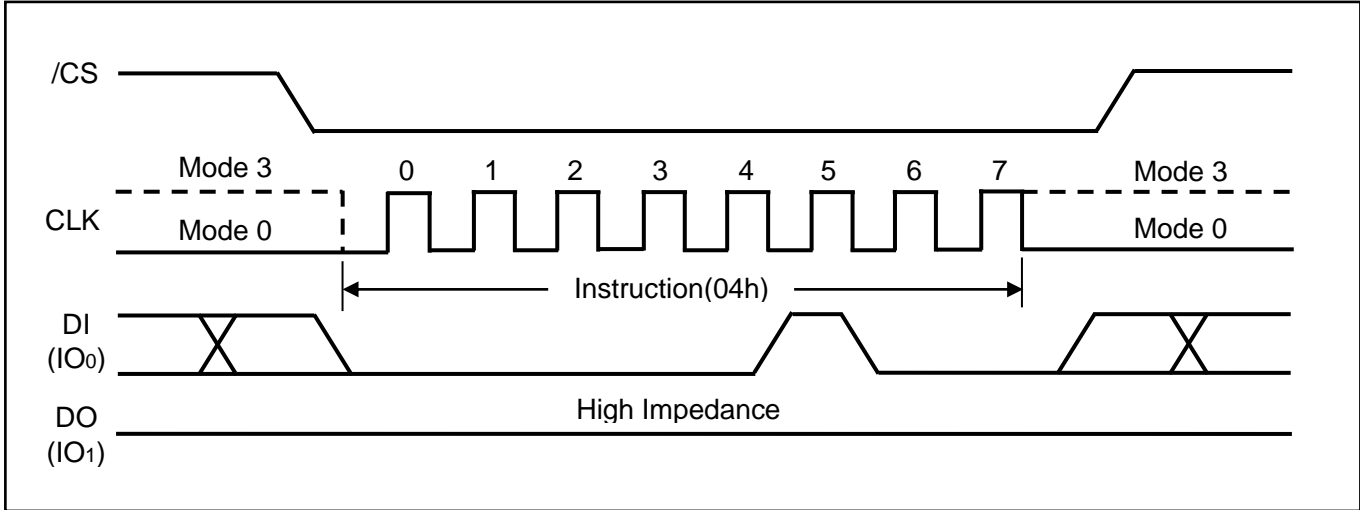 /CS
Mode 3 0 1 2 3 4 5 6 7 Mode 3
CLK
Mode 0 Mode 0
Instruction(04h)
DI
(IO0)
High Impedance
DO
(IO1)